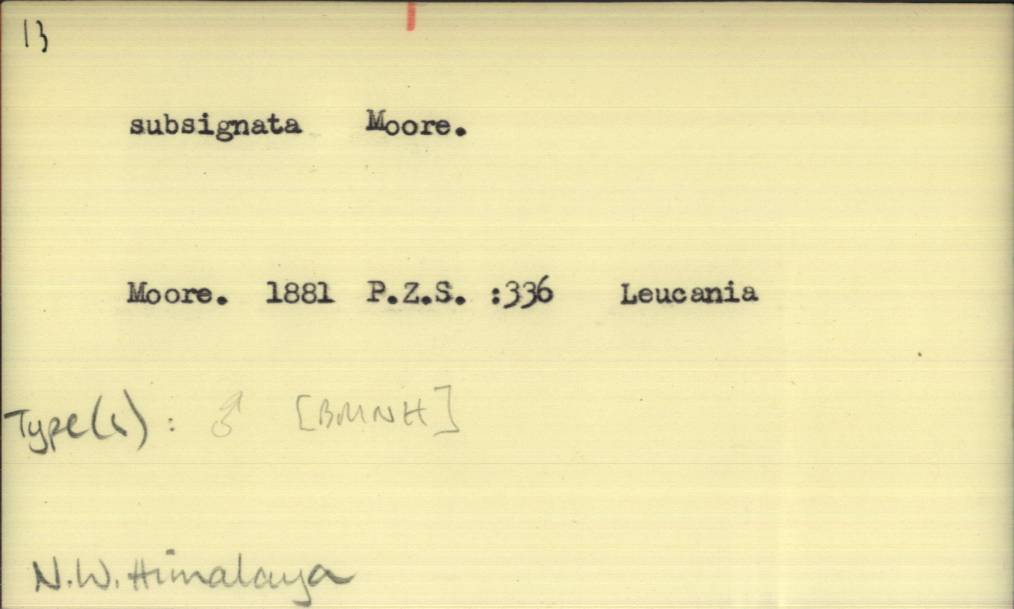 13
subsignata Moore.
Moore. 1881 P.Z.S. :336 Leucania
Type(s) : ♂ [BMNH]
N.W. Himalaya